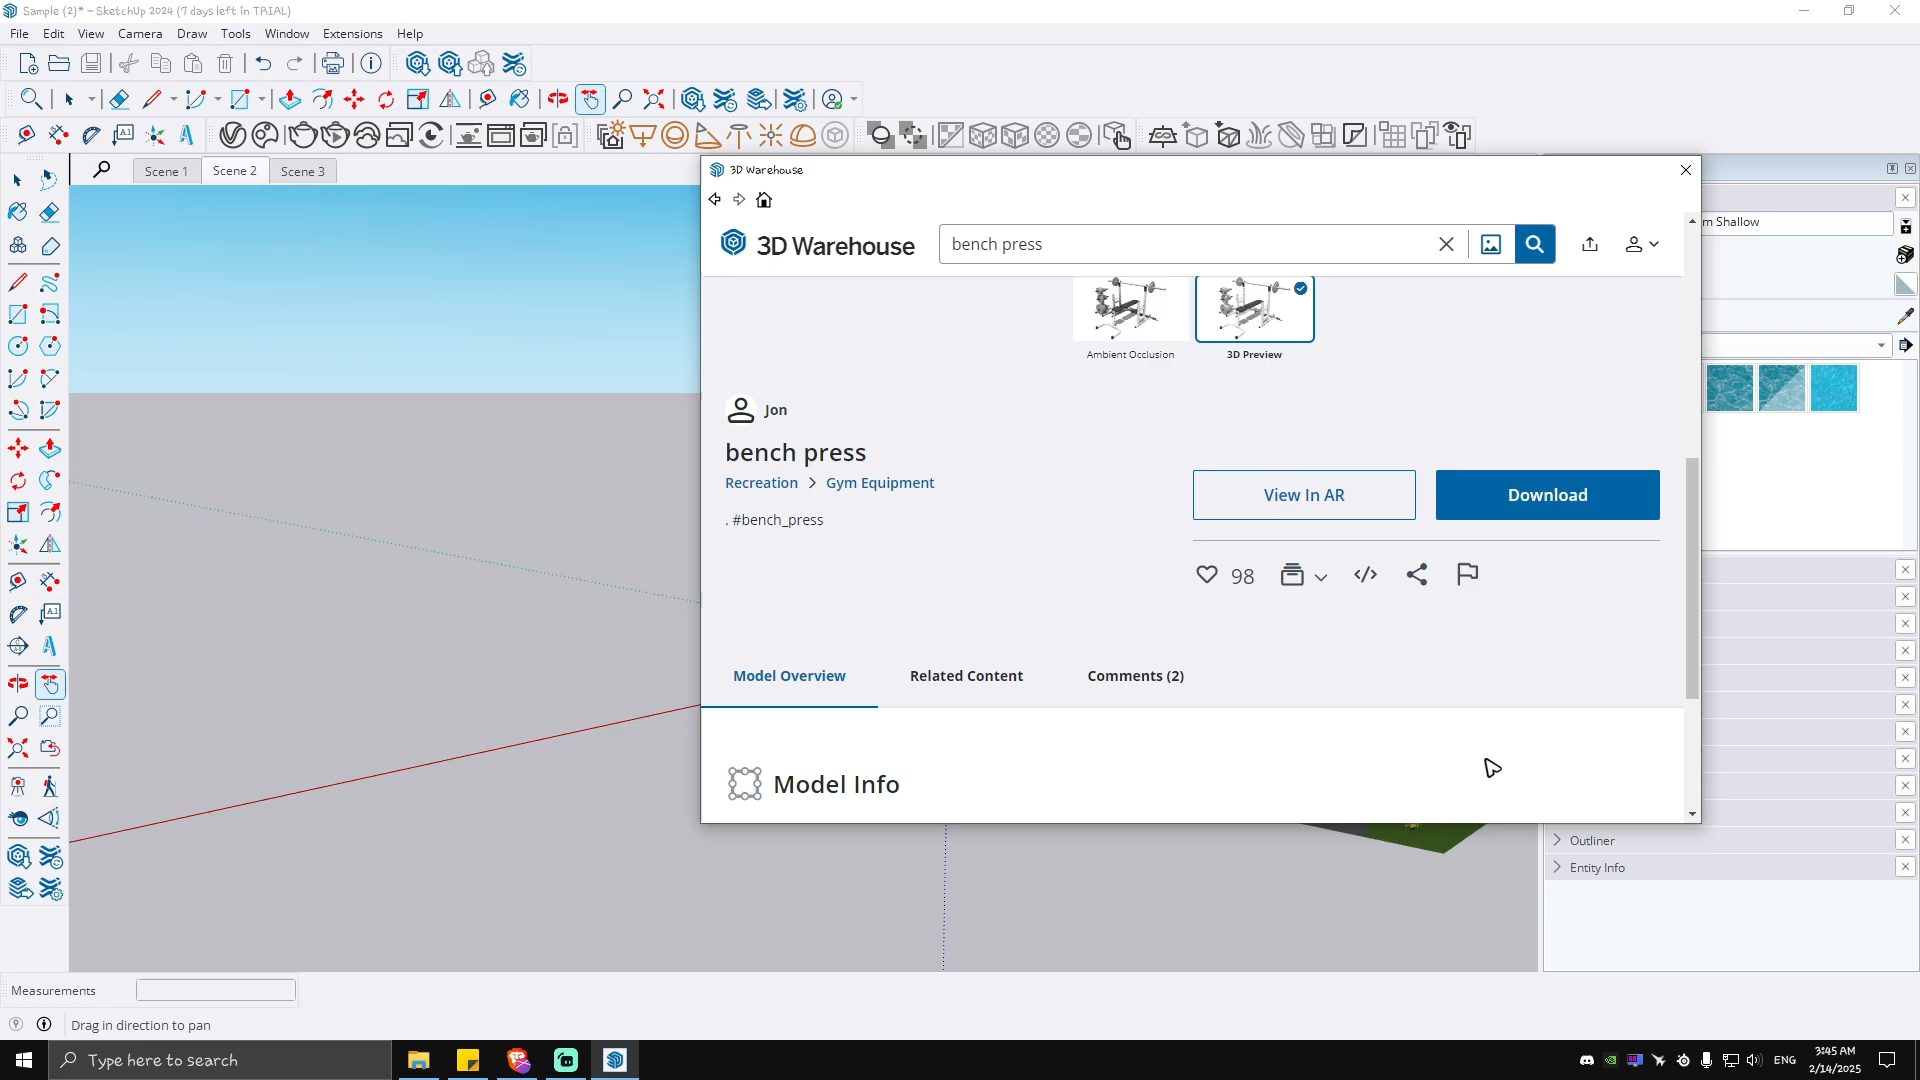 Sample (2)* - SketchUp 2024 (7 days left in TRIAL)
File Edit View Camera Draw Tools Window Extensions Help
Scene 1 Scene 2 Scene 3
3D Warehouse
3D Warehouse
bench press
m Shallow
Ambient Occlusion
3D Preview
Jon
bench press
Recreation > Gym Equipment
. #bench_press
View In AR
Download
98
Model Overview
Related Content
Comments (2)
Model Info
Outliner
Entity Info
Measurements
Drag in direction to pan
Type here to search
ENG
3:45 AM
2/14/2025